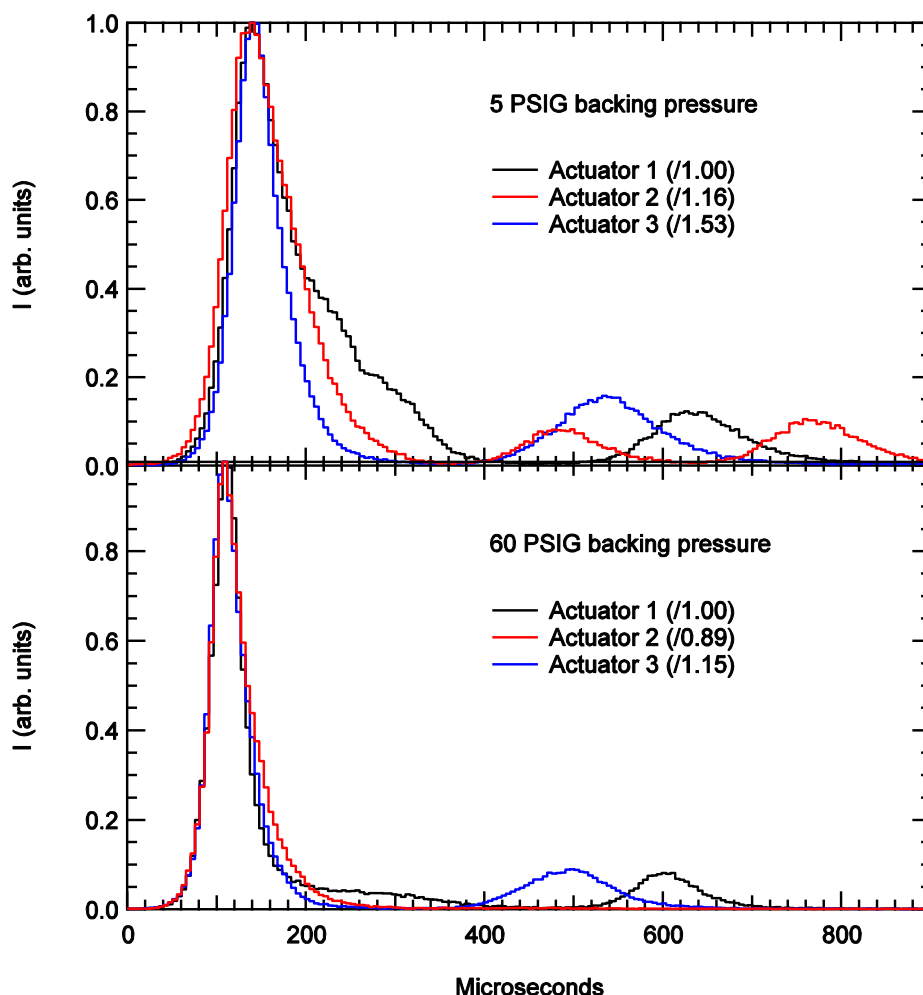 1.0
0.8
0.6
0.4
0.2
0.0
I (arb. units)
5 PSIG backing pressure
Actuator 1 (/1.00)
Actuator 2 (/1.16)
Actuator 3 (/1.53)
0.8
0.6
0.4
0.2
0.0
I (arb. units)
60 PSIG backing pressure
Actuator 1 (/1.00)
Actuator 2 (/0.89)
Actuator 3 (/1.15)
0 200 400 600 800
Microseconds